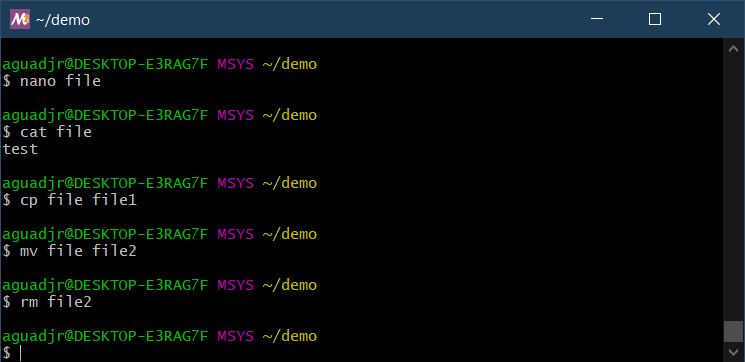 ~/demo
aguadjr@DESKTOP-E3RAG7F MSYS ~/demo
$ nano file
aguadjr@DESKTOP-E3RAG7F MSYS ~/demo
$ cat file
test
aguadjr@DESKTOP-E3RAG7F MSYS ~/demo
$ cp file file1
aguadjr@DESKTOP-E3RAG7F MSYS ~/demo
$ mv file file2
aguadjr@DESKTOP-E3RAG7F MSYS ~/demo
$ rm file2
aguadjr@DESKTOP-E3RAG7F MSYS ~/demo
$